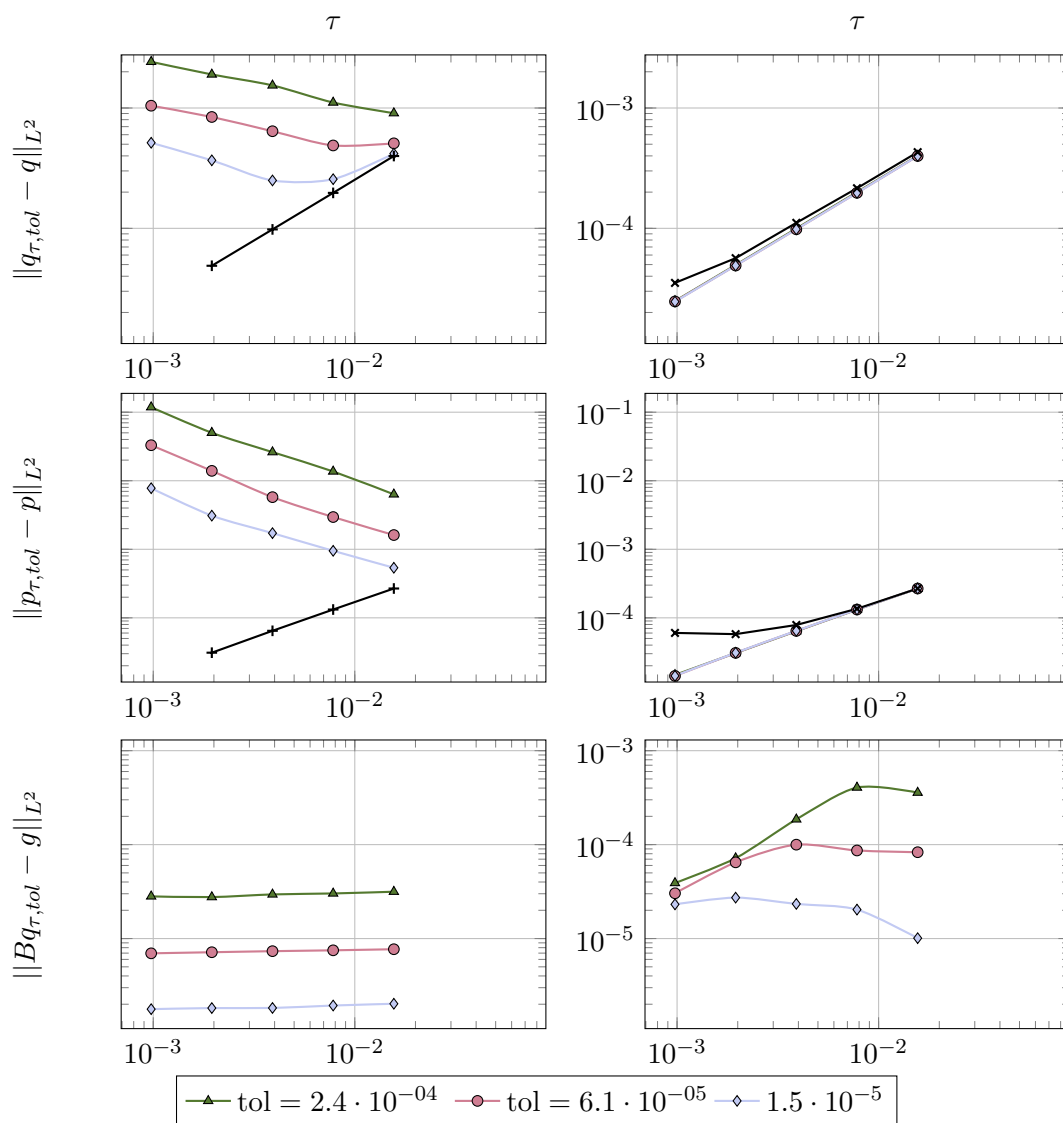 τ τ
||q_{τ,tol} − q||_{L^2}
10^{−3}
10^{−4}
10^{−3} 10^{−2} 10^{−3} 10^{−2}
||p_{τ,tol} − p||_{L^2}
10^{−1}
10^{−2}
10^{−3}
10^{−4}
10^{−3} 10^{−2} 10^{−3} 10^{−2}
||Bq_{τ,tol} − g||_{L^2}
10^{−3}
10^{−4}
10^{−5}
10^{−3} 10^{−2} 10^{−3} 10^{−2}
tol = 2.4 · 10^{−04} tol = 6.1 · 10^{−05} 1.5 · 10^{−5}